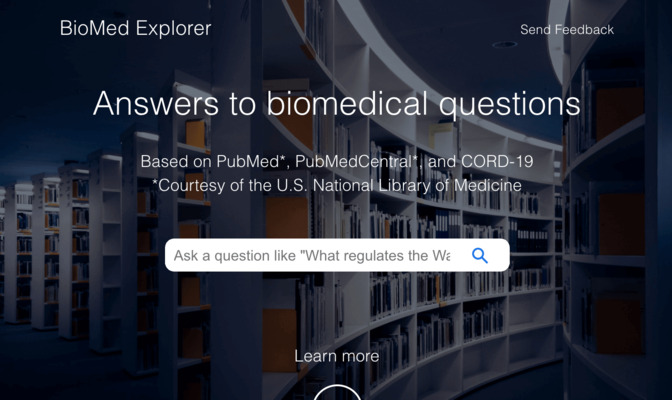 BioMed Explorer
Send Feedback
Answers to biomedical questions
Based on PubMed*, PubMedCentral*, and CORD-19
*Courtesy of the U.S. National Library of Medicine
Ask a question like "What regulates the Wa
Learn more